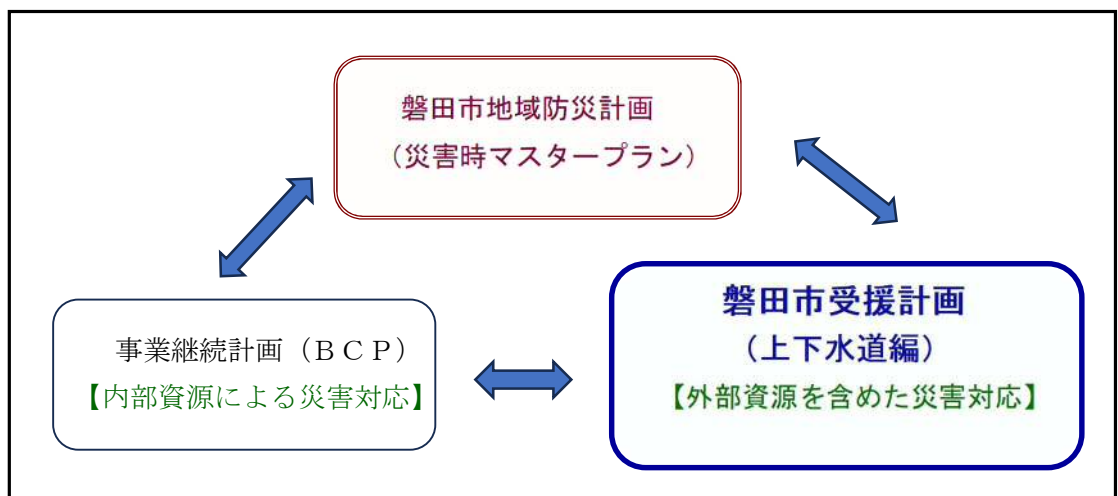 磐田市地域防災計画
（災害時マスタープラン）
事業継続計画（ＢＣＰ）
【内部資源による災害対応】
磐田市受援計画
（上下水道編）
【外部資源を含めた災害対応】